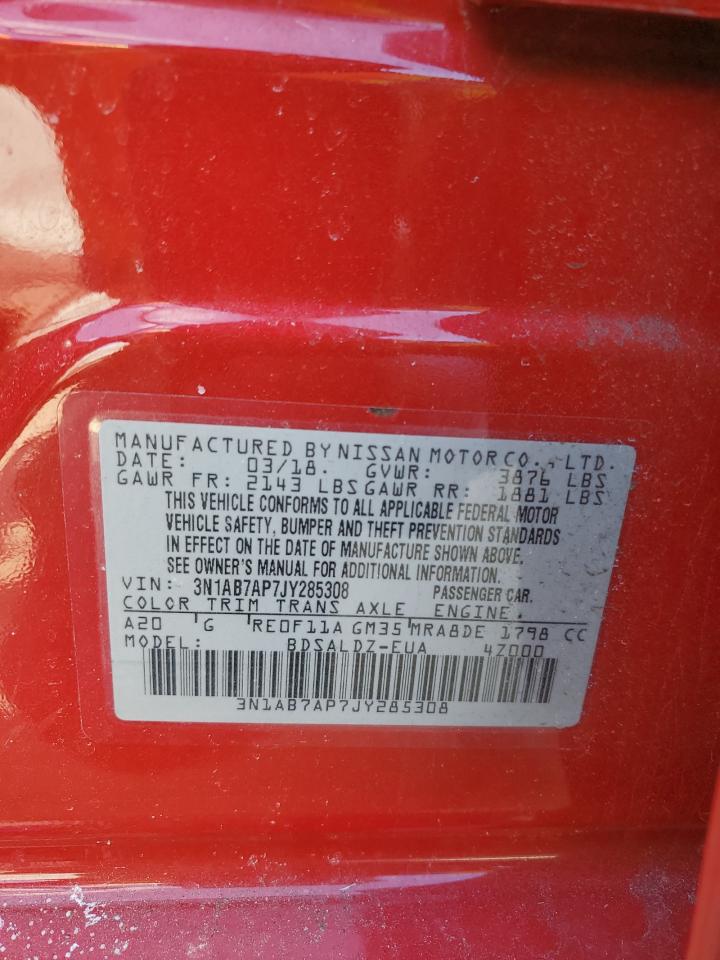 MANUFACTURED BY NISSAN MOTOR CO., LTD.
DATE: 03/18. GVWR: 3876 LBS
GAWR FR: 2143 LBS GAWR RR: 1881 LBS
THIS VEHICLE CONFORMS TO ALL APPLICABLE FEDERAL MOTOR
VEHICLE SAFETY, BUMPER AND THEFT PREVENTION STANDARDS
IN EFFECT ON THE DATE OF MANUFACTURE SHOWN ABOVE.
SEE OWNER'S MANUAL FOR ADDITIONAL INFORMATION.
VIN: 3N1AB7AP7JY285308 PASSENGER CAR.
COLOR TRIM TRANS AXLE ENGINE.
A20 G RE0F11A GM35 MRA8DE 1798 CC
MODEL: BDSALDZ-EUA 4Z000
3N1AB7AP7JY285308